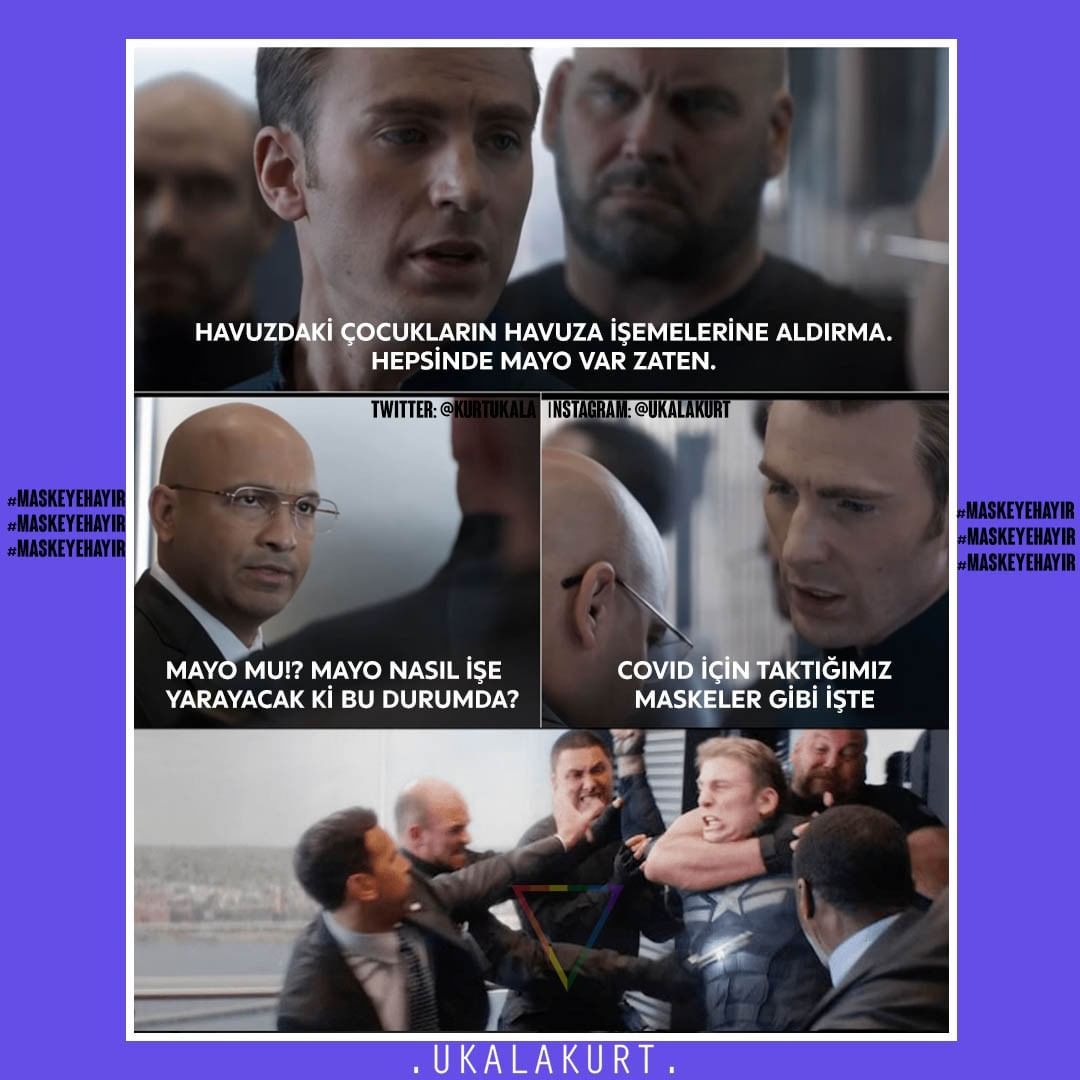 HAVUZDAKİ ÇOCUKLARIN HAVUZA İŞEMELERİNE ALDIRMA.
HEPSİNDE MAYO VAR ZATEN.
TWITTER: @KURTUKALA
INSTAGRAM: @UKALAKURT
MAYO MU!? MAYO NASIL İŞE
YARAYACAK Kİ BU DURUMDA?
COVID İÇİN TAKTIĞIMIZ
MASKELER GİBİ İŞTE
#MASKEYEHAYIR
#MASKEYEHAYIR
#MASKEYEHAYIR
#MASKEYEHAYIR
#MASKEYEHAYIR
#MASKEYEHAYIR
.UKALAKURT.